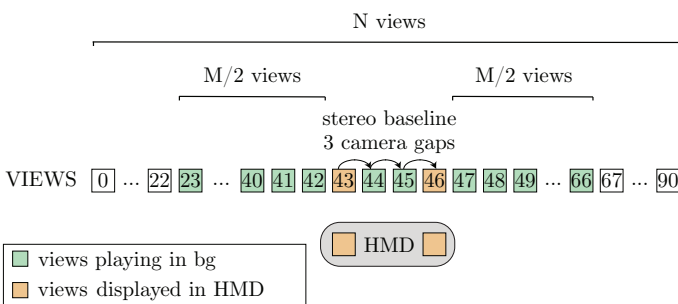 N views
M/2 views M/2 views
stereo baseline
3 camera gaps
VIEWS 0 ... 22 23 ... 40 41 42 43 44 45 46 47 48 49 ... 66 67 ... 90
HMD
views playing in bg
views displayed in HMD